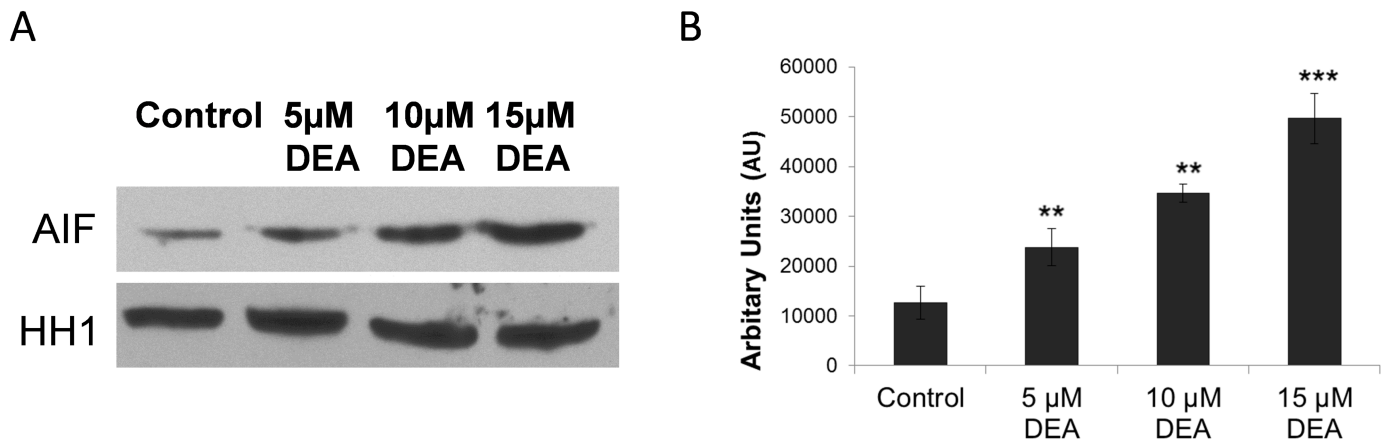 A
Control 5µM 10µM 15µM
DEA DEA DEA
AIF
HH1
B
Arbitary Units (AU)
60000
50000
40000
30000
20000
10000
0
**
**
***
Control 5 µM 10 µM 15 µM
DEA DEA DEA